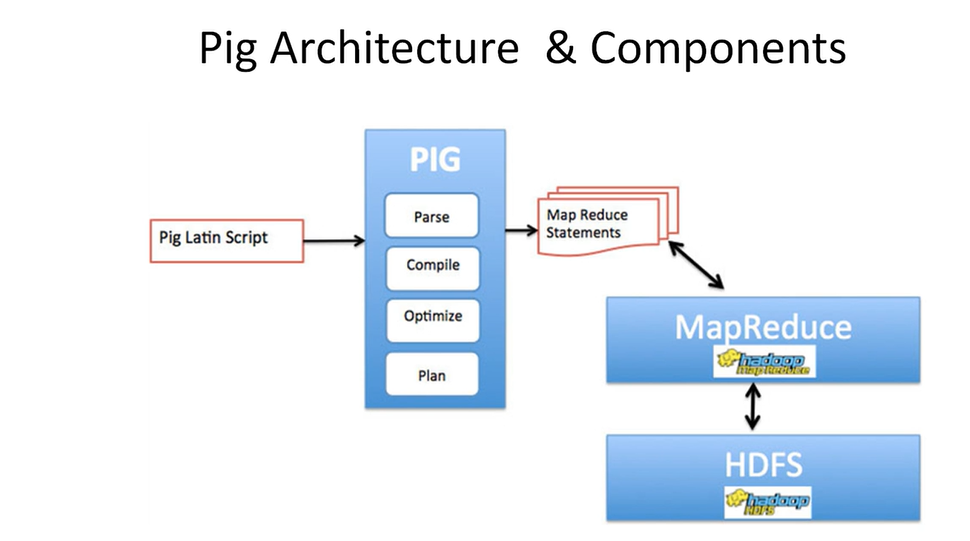 Pig Architecture & Components
PIG
Parse
Compile
Optimize
Plan
Pig Latin Script
Map Reduce
Statements
MapReduce
hadoop
MapReduce
HDFS
hadoop
HDFS